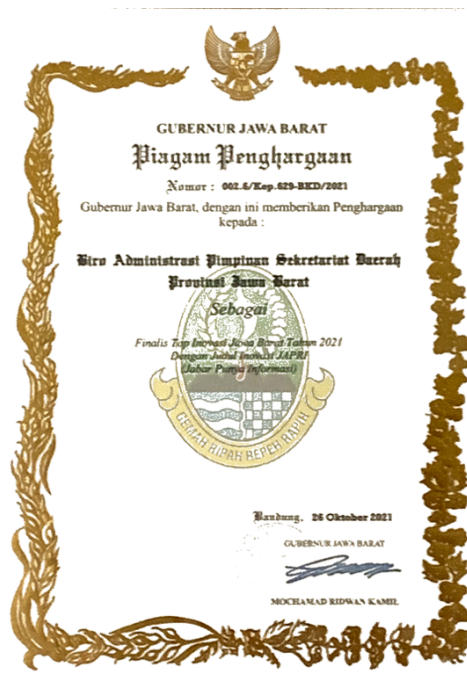 GUBERNUR JAWA BARAT
Piagam Penghargaan
Nomor : 002.6/Kep.629-BKD/2021
Gubernur Jawa Barat, dengan ini memberikan Penghargaan
kepada :
Biro Administrasi Pimpinan Sekretariat Daerah
Provinsi Jawa Barat
Sebagai
Finalis Top Inovasi Jawa Barat Tahun 2021
Dengan Judul Inovasi JAPRI
(Jabar Punya Informasi)
GEMAH RIPAH REPEH RAPIH
Bandung, 26 Oktober 2021
GUBERNUR JAWA BARAT
MOCHAMAD RIDWAN KAMIL